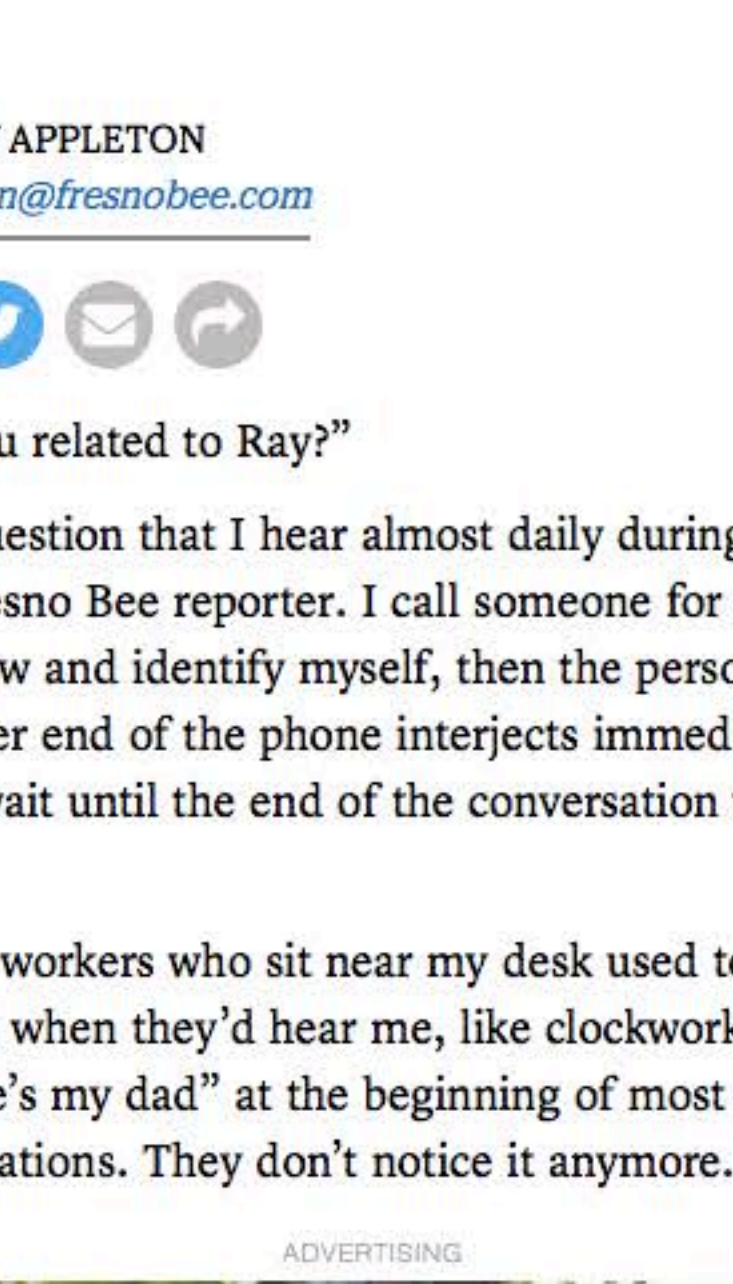 APPLETON
n@fresnobee.com
u related to Ray?”
uestion that I hear almost daily during
esno Bee reporter. I call someone for
w and identify myself, then the perso
er end of the phone interjects immed
vait until the end of the conversation
workers who sit near my desk used to
when they’d hear me, like clockwork
e’s my dad” at the beginning of most
ations. They don’t notice it anymore.
ADVERTISING